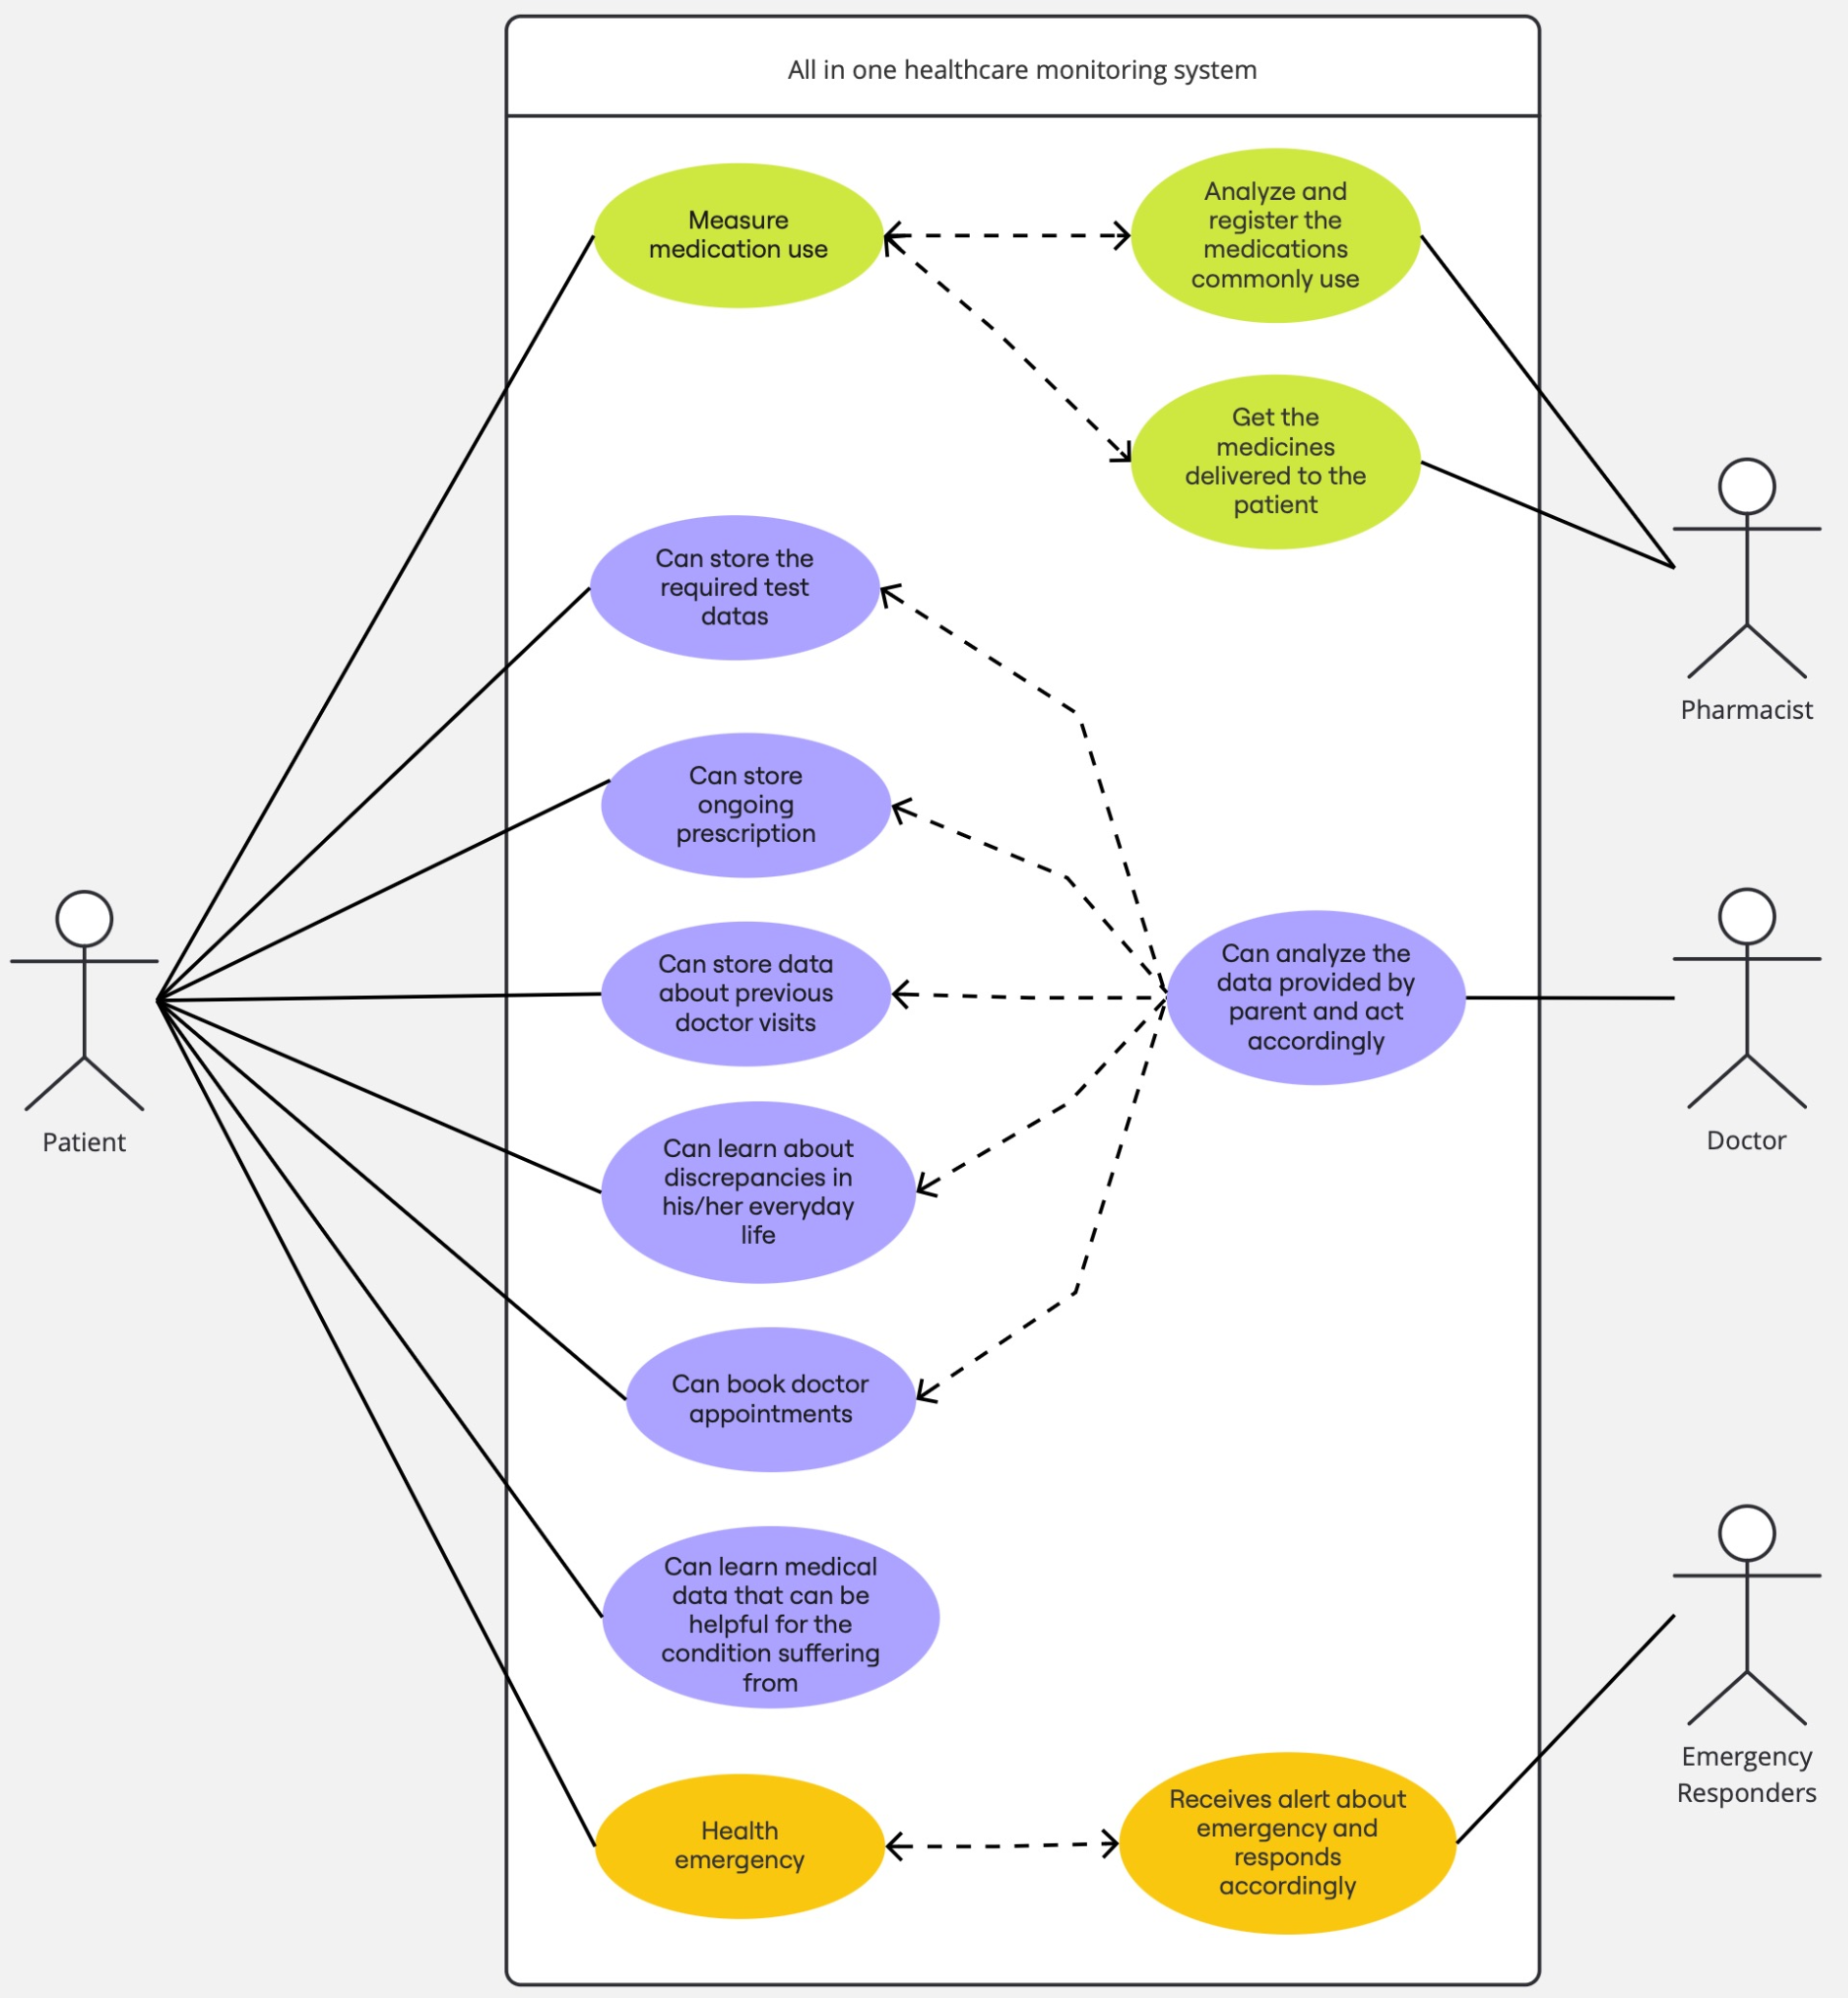 All in one healthcare monitoring system
Measure
medication use
Analyze and
register the
medications
commonly use
Get the
medicines
delivered to the
patient
Can store the
required test
datas
Pharmacist
Can store
ongoing
prescription
Can store data
about previous
doctor visits
Can analyze the
data provided by
parent and act
accordingly
Patient
Doctor
Can learn about
discrepancies in
his/her everyday
life
Can book doctor
appointments
Can learn medical
data that can be
helpful for the
condition suffering
from
Emergency
Responders
Health
emergency
Receives alert about
emergency and
responds
accordingly